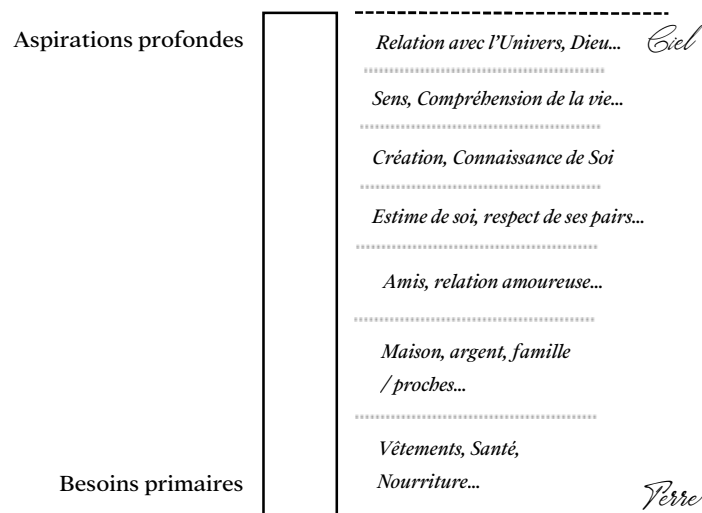 Aspirations profondes
Relation avec l'Univers, Dieu...
Ciel
Sens, Compréhension de la vie...
Création, Connaissance de Soi
Estime de soi, respect de ses pairs...
Amis, relation amoureuse...
Maison, argent, famille
/ proches...
Vêtements, Santé,
Nourriture...
Besoins primaires
Terre